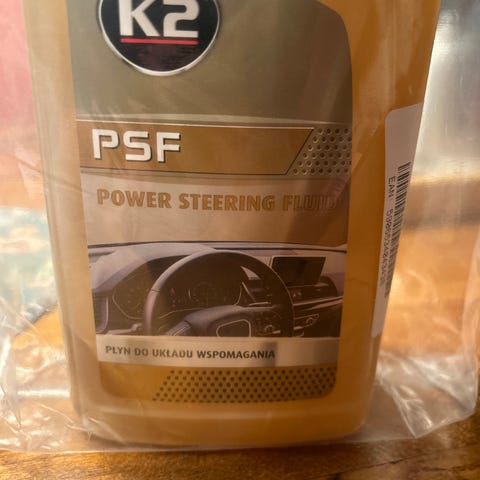 K2
PSF
POWER STEERING FLUID
PŁYN DO UKŁADU WSPOMAGANIA
EAN